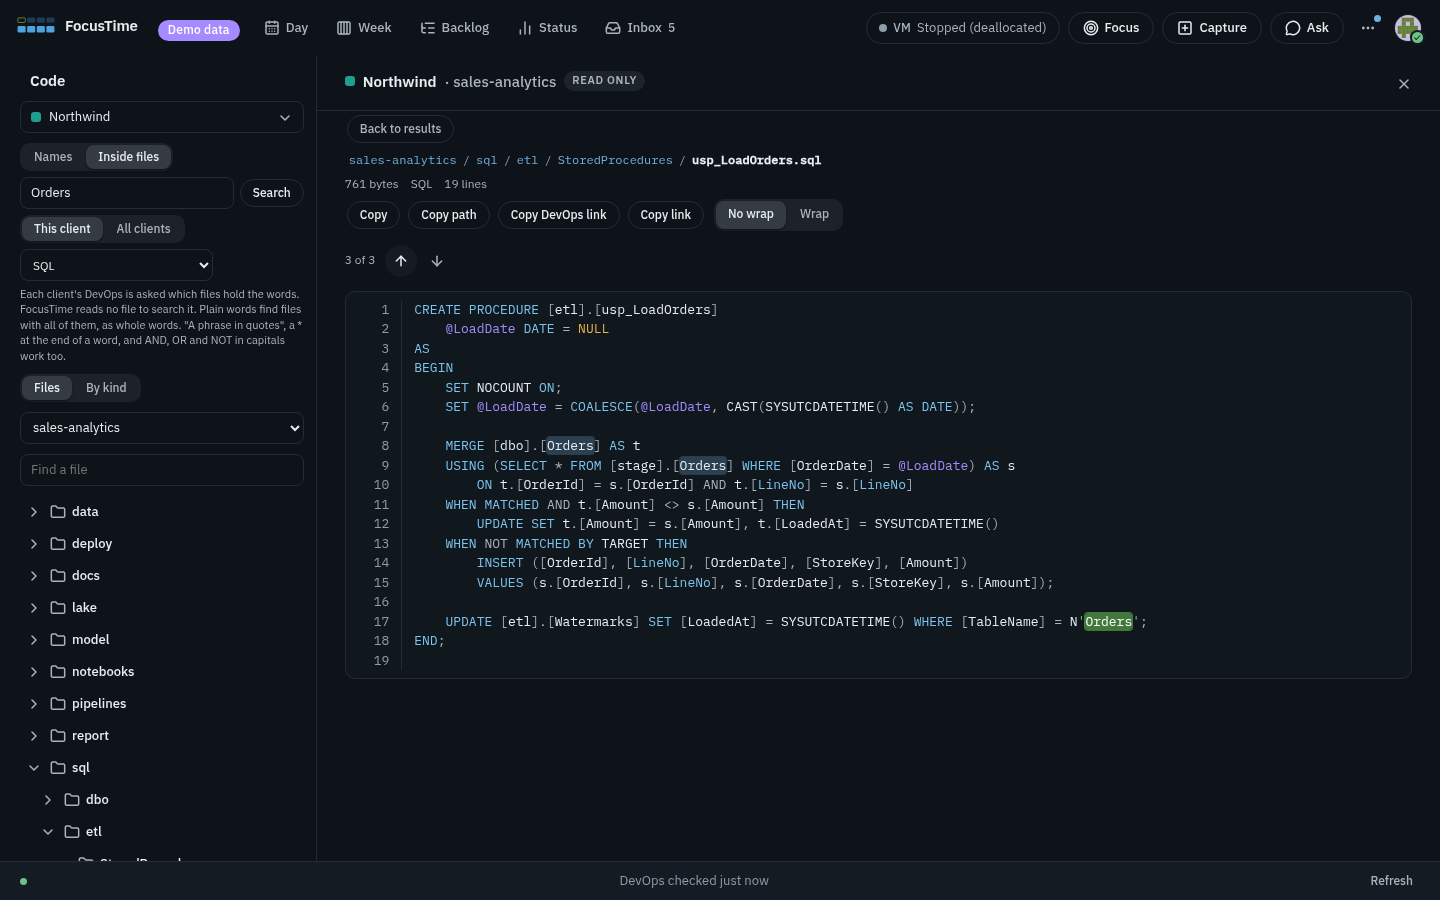 FocusTime
Demo data
Day
Week
Backlog
Status
Inbox 5
VM Stopped (deallocated)
Focus
Capture
Ask
Code
Northwind
Names
Inside files
Orders
Search
This client
All clients
SQL
Each client's DevOps is asked which files hold the words.
FocusTime reads no file to search it. Plain words find files
with all of them, as whole words. "A phrase in quotes", a *
at the end of a word, and AND, OR and NOT in capitals
work too.
Files
By kind
sales-analytics
Find a file
data
deploy
docs
lake
model
notebooks
pipelines
report
sql
dbo
etl
Northwind · sales-analytics READ ONLY
Back to results
sales-analytics / sql / etl / StoredProcedures / usp_LoadOrders.sql
761 bytes SQL 19 lines
Copy
Copy path
Copy DevOps link
Copy link
No wrap
Wrap
3 of 3
1 CREATE PROCEDURE [etl].[usp_LoadOrders]
2     @LoadDate DATE = NULL
3 AS
4 BEGIN
5     SET NOCOUNT ON;
6     SET @LoadDate = COALESCE(@LoadDate, CAST(SYSUTCDATETIME() AS DATE));
7
8     MERGE [dbo].[Orders] AS t
9     USING (SELECT * FROM [stage].[Orders] WHERE [OrderDate] = @LoadDate) AS s
10         ON t.[OrderId] = s.[OrderId] AND t.[LineNo] = s.[LineNo]
11     WHEN MATCHED AND t.[Amount] <> s.[Amount] THEN
12         UPDATE SET t.[Amount] = s.[Amount], t.[LoadedAt] = SYSUTCDATETIME()
13     WHEN NOT MATCHED BY TARGET THEN
14         INSERT ([OrderId], [LineNo], [OrderDate], [StoreKey], [Amount])
15         VALUES (s.[OrderId], s.[LineNo], s.[OrderDate], s.[StoreKey], s.[Amount]);
16
17     UPDATE [etl].[Watermarks] SET [LoadedAt] = SYSUTCDATETIME() WHERE [TableName] = N'Orders';
18 END;
19
DevOps checked just now
Refresh